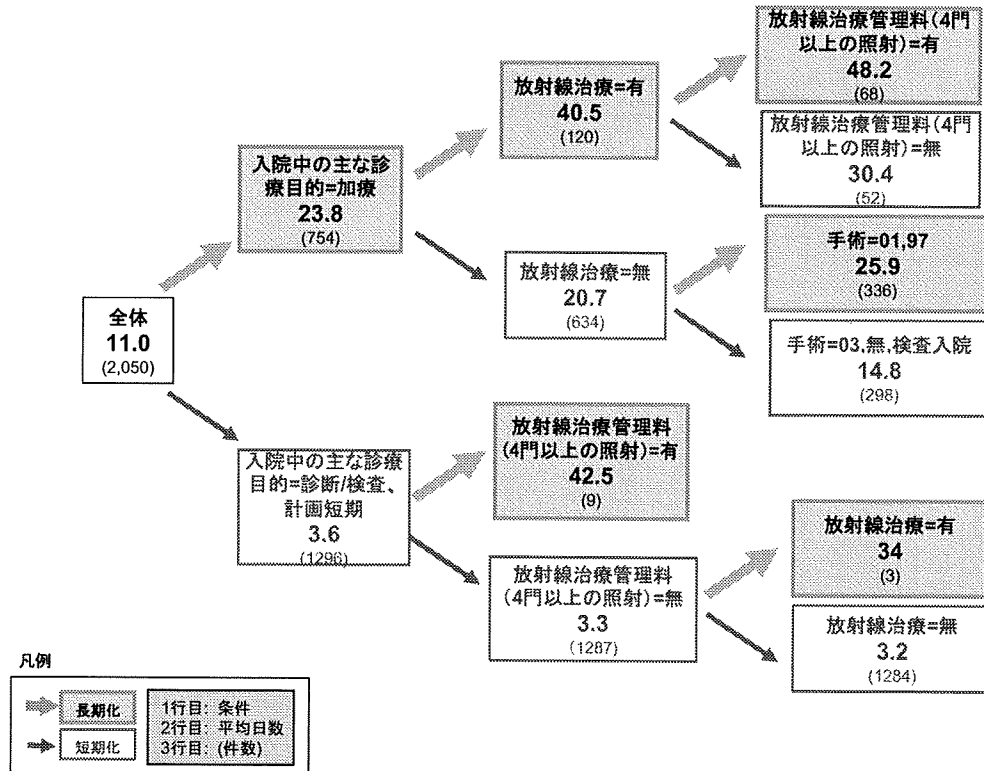 全体
11.0
(2,050)
入院中の主な診
療目的=加療
23.8
(754)
入院中の主な診療
目的=診断/検査、
計画短期
3.6
(1296)
放射線治療=有
40.5
(120)
放射線治療=無
20.7
(634)
放射線治療管理料
(4門以上の照射)=有
42.5
(9)
放射線治療管理料
(4門以上の照射)=無
3.3
(1287)
放射線治療管理料(4門
以上の照射)=有
48.2
(68)
放射線治療管理料(4門
以上の照射)=無
30.4
(52)
手術=01,97
25.9
(336)
手術=03,無,検査入院
14.8
(298)
放射線治療=有
34
(3)
放射線治療=無
3.2
(1284)
凡例
長期化
短期化
1行目: 条件
2行目: 平均日数
3行目: (件数)